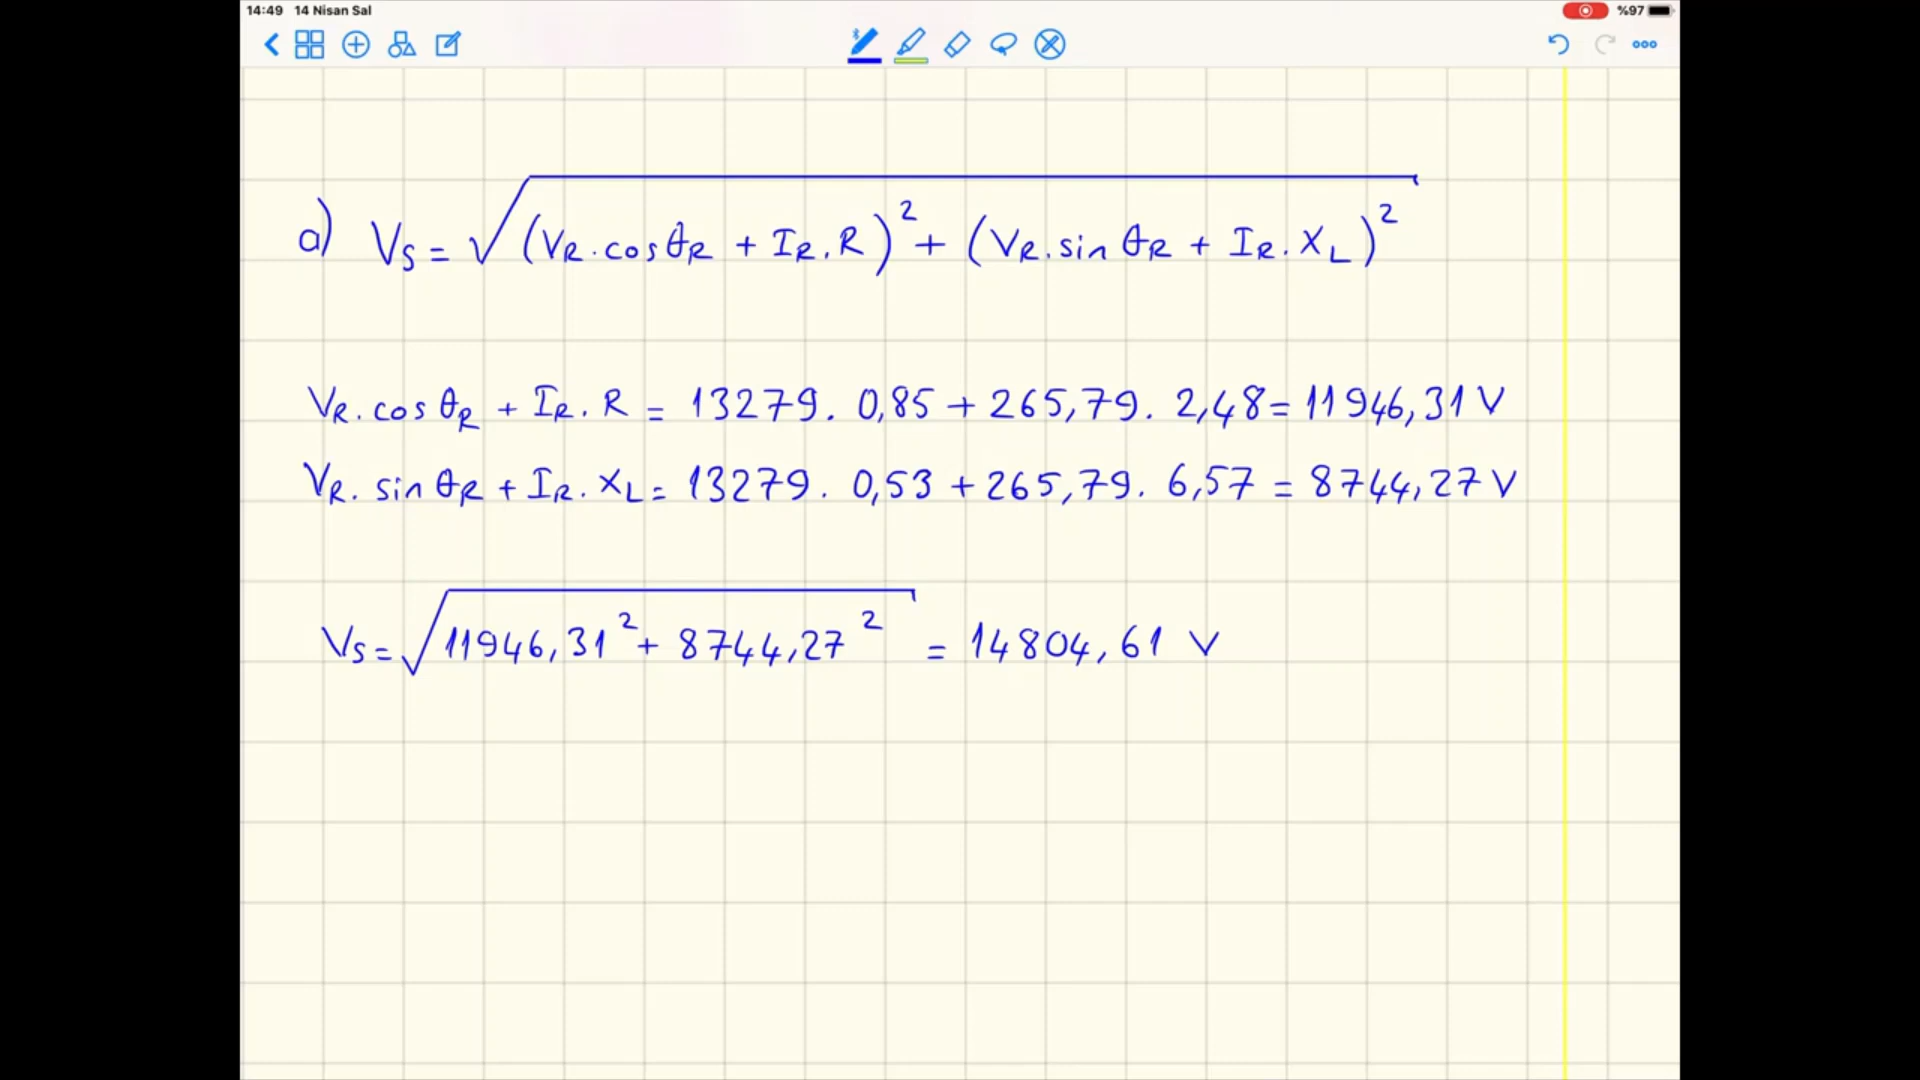 14:49 14 Nisan Sal %97
a) Vs = √(VR.cosθR + IR.R)² + (VR.sinθR + IR.XL)²
VR.cosθR + IR.R = 13279. 0,85 + 265,79. 2,48 = 11946,31 V
VR.sinθR + IR.XL = 13279. 0,53 + 265,79. 6,57 = 8744,27 V
Vs = √11946,31² + 8744,27² = 14804,61 V